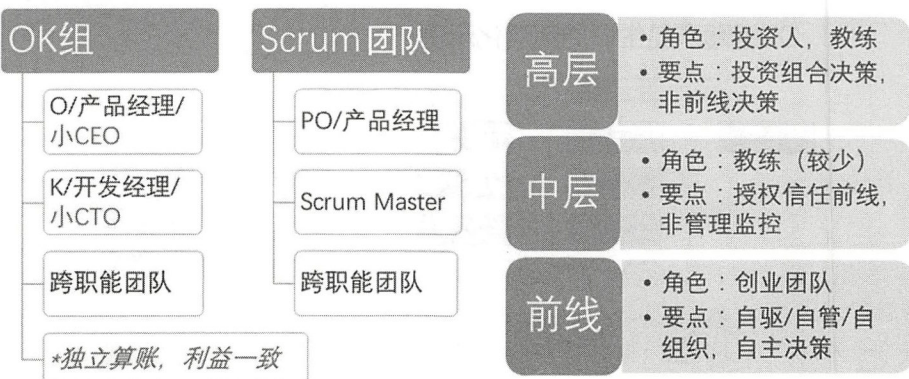 OK组
O/产品经理/
小CEO
K/开发经理/
小CTO
跨职能团队
*独立算账，利益一致
Scrum 团队
PO/产品经理
Scrum Master
跨职能团队
高层
• 角色：投资人，教练
• 要点：投资组合决策，
非前线决策
中层
• 角色：教练（较少）
• 要点：授权信任前线，
非管理监控
前线
• 角色：创业团队
• 要点：自驱/自管/自
组织，自主决策